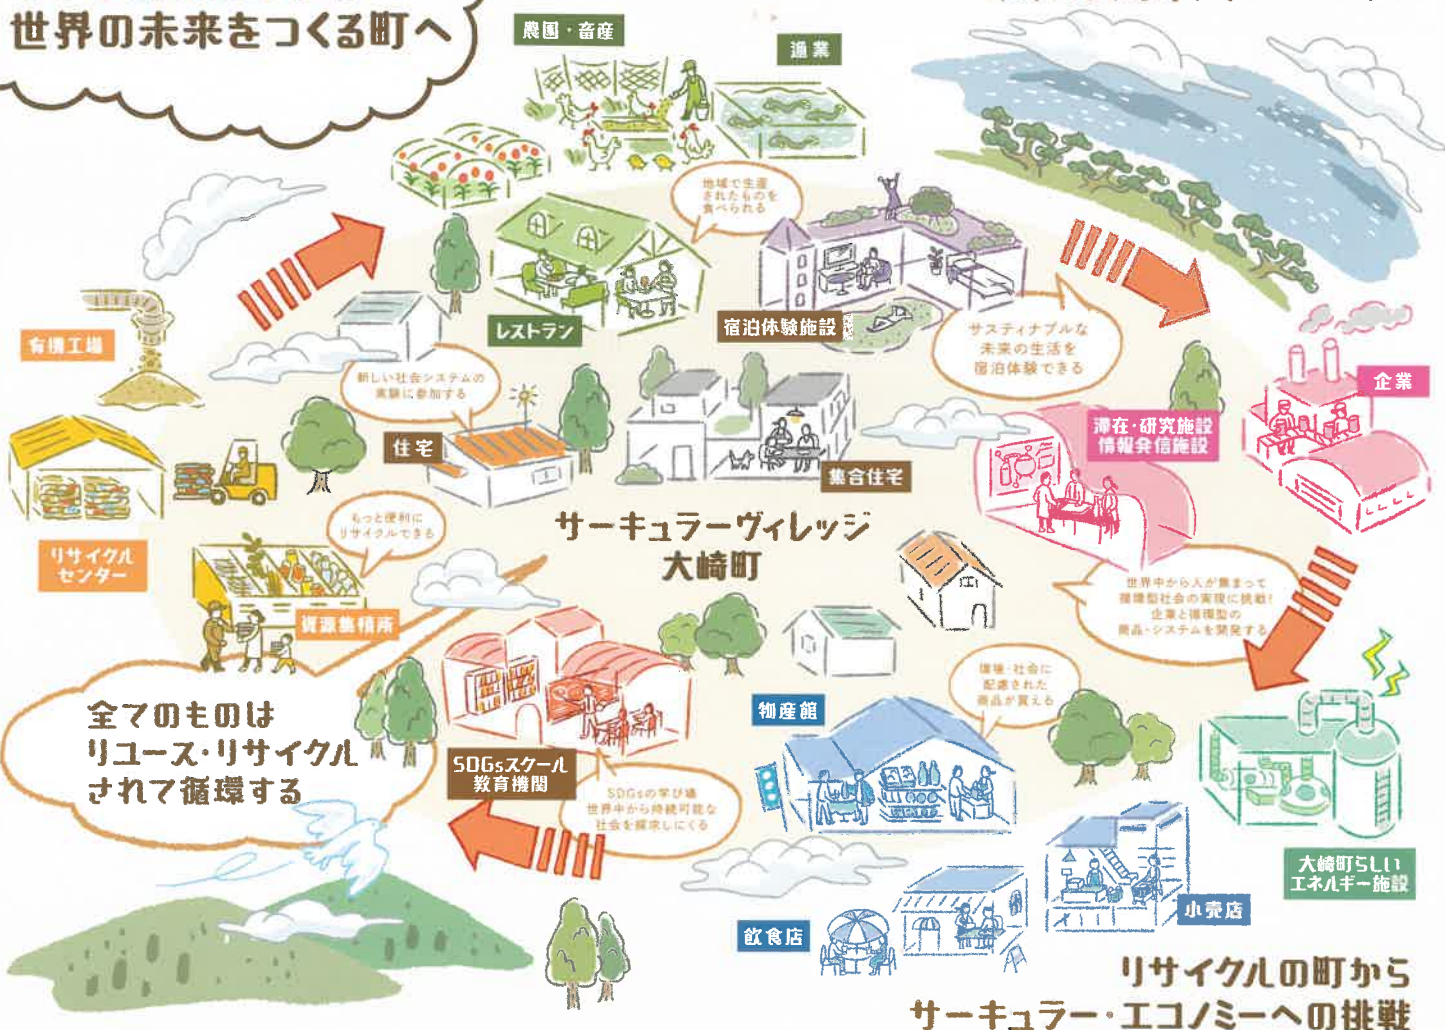 世界の未来をつくる町へ
農園・畜産
漁業
地域で生産
されたものを
食べられる
レストラン
宿泊体験施設
サスティナブルな
未来の生活を
宿泊体験できる
有機工場
新しい社会システムの
実験に参加する
住宅
集合住宅
滞在・研究施設
情報発信施設
企業
リサイクル
センター
もっと便利に
リサイクルできる
資源集積所
サーキュラーヴィレッジ
大崎町
世界中から人が集まって
循環型社会の実現に挑戦!
企業と循環型の
商品・システムを開発する
全てのものは
リユース・リサイクル
されて循環する
SDGsスクール
教育機関
SDGsの学び場
世界中から持続可能な
社会を探求しにくる
物産館
環境・社会に
配慮された
商品が買える
大崎町らしい
エネルギー施設
飲食店
小売店
リサイクルの町から
サーキュラー・エコノミーへの挑戦